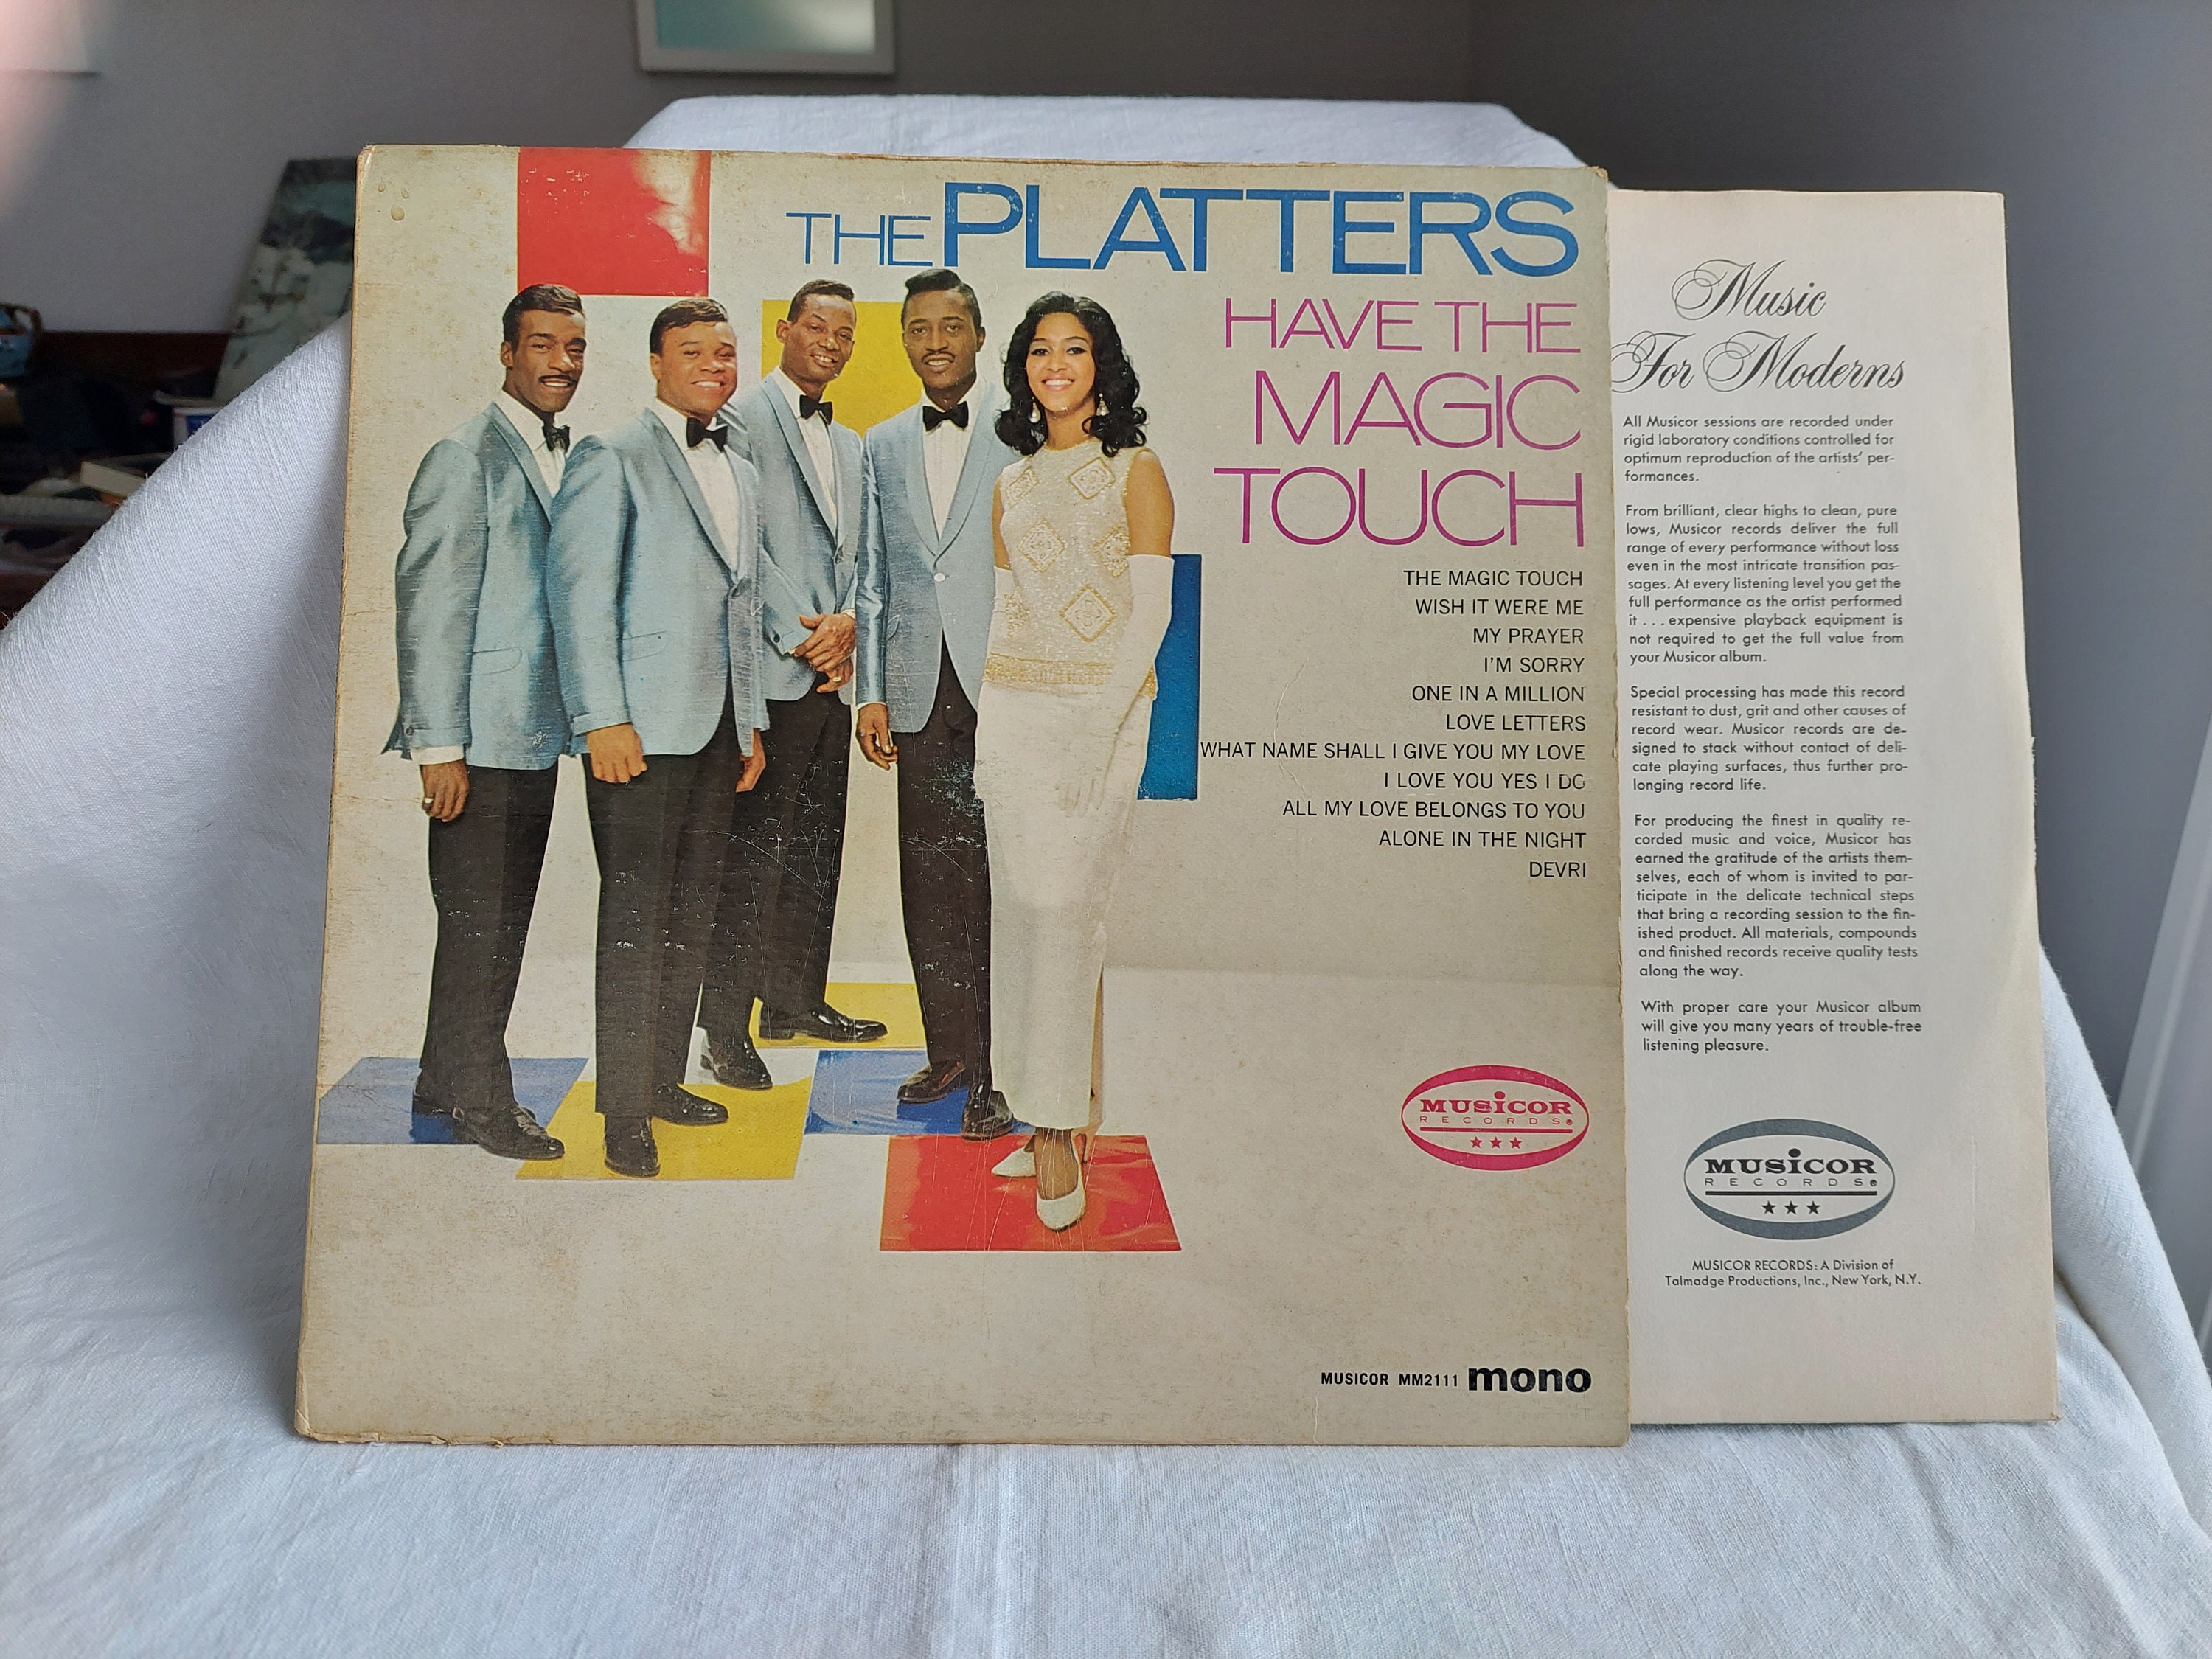 THE PLATTERS
HAVE THE
MAGIC
TOUCH
THE MAGIC TOUCH
WISH IT WERE ME
MY PRAYER
I'M SORRY
ONE IN A MILLION
LOVE LETTERS
WHAT NAME SHALL I GIVE YOU MY LOVE
I LOVE YOU YES I DO
ALL MY LOVE BELONGS TO YOU
ALONE IN THE NIGHT
DEVRI
MUSICOR
RECORDS®
MUSICOR MM2111 mono
Music
For Moderns
All Musicor sessions are recorded under
rigid laboratory conditions controlled for
optimum reproduction of the artists' per-
formances.
From brilliant, clear highs to clean, pure
lows, Musicor records deliver the full
range of every performance without loss
even in the most intricate transition pas-
sages. At every listening level you get the
full performance as the artist performed
it . . . expensive playback equipment is
not required to get the full value from
your Musicor album.
Special processing has made this record
resistant to dust, grit and other causes of
record wear. Musicor records are de-
signed to stack without contact of deli-
cate playing surfaces, thus further pro-
longing record life.
For producing the finest in quality re-
corded music and voice, Musicor has
earned the gratitude of the artists them-
selves, each of whom is invited to par-
ticipate in the delicate technical steps
that bring a recording session to the fin-
ished product. All materials, compounds
and finished records receive quality tests
along the way.
With proper care your Musicor album
will give you many years of trouble-free
listening pleasure.
MUSICOR
RECORDS®
MUSICOR RECORDS: A Division of
Talmadge Productions, Inc., New York, N.Y.